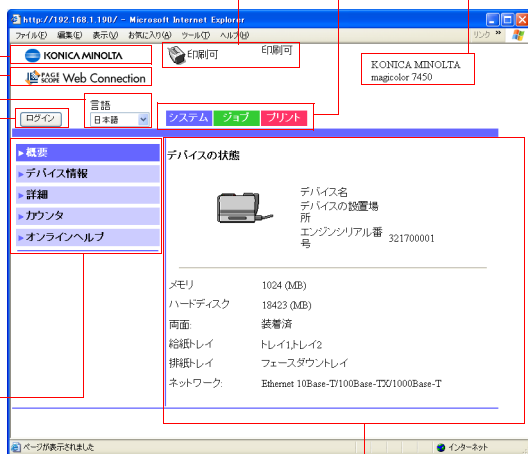 http://192.168.1.190/ - Microsoft Internet Explorer
ファイル(F) 編集(E) 表示(V) お気に入り(A) ツール(T) ヘルプ(H) リンク »
KONICA MINOLTA
印刷可
印刷可
KONICA MINOLTA
magicolor 7450
PAGE SCOPE Web Connection
言語
ログイン
日本語
システム ジョブ プリント
概要
デバイス情報
詳細
カウンタ
オンラインヘルプ
デバイスの状態
デバイス名
デバイスの設置場
所
エンジンシリアル番
号 321700001
メモリ 1024 (MB)
ハードディスク 18423 (MB)
両面: 装着済
給紙トレイ トレイ1,トレイ2
排紙トレイ フェースダウントレイ
ネットワーク: Ethernet 10Base-T/100Base-TX/1000Base-T
ページが表示されました インターネット